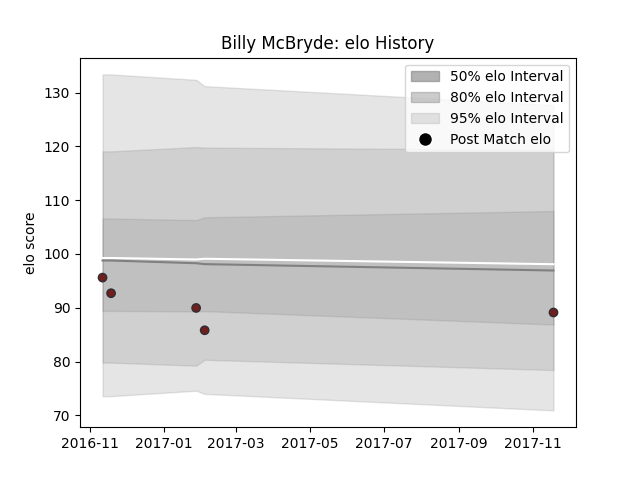 Billy McBryde: elo History
50% elo Interval
80% elo Interval
95% elo Interval
Post Match elo
elo score
130
120
110
100
90
80
70
2016-11
2017-01
2017-03
2017-05
2017-07
2017-09
2017-11